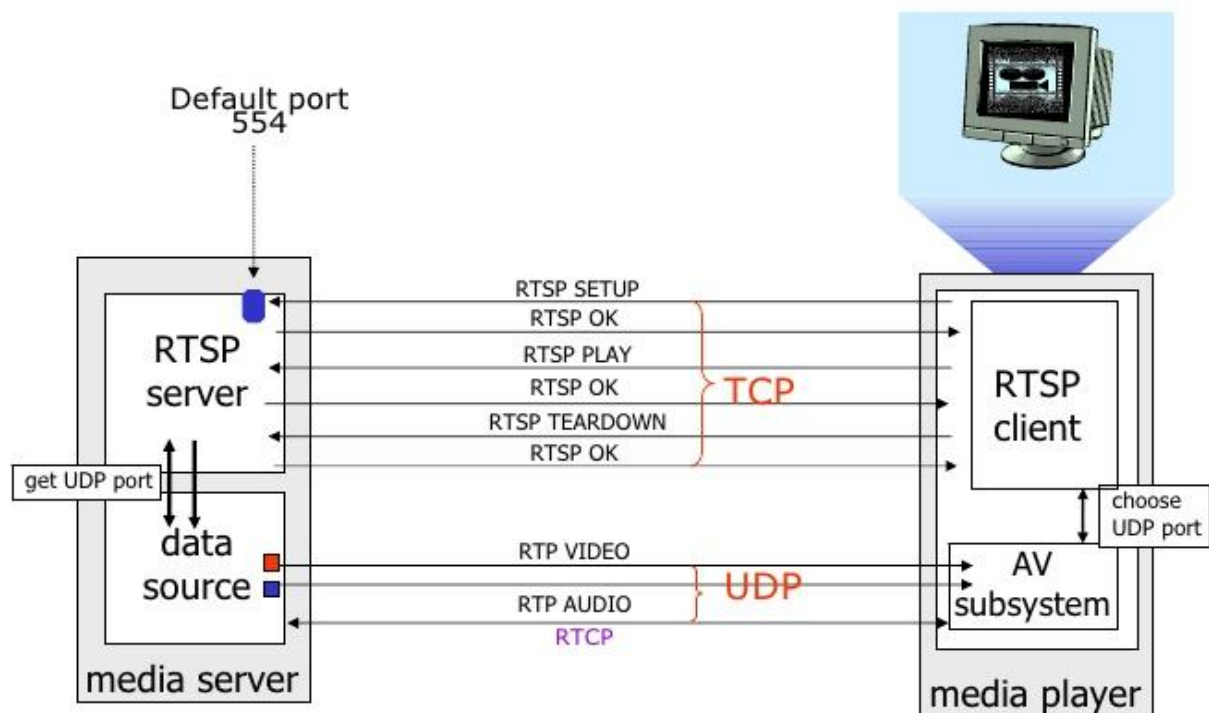 Default port
554
RTSP SETUP
RTSP OK
RTSP PLAY
RTSP OK
RTSP TEARDOWN
RTSP OK
TCP
RTSP
server
RTSP
client
get UDP port
choose
UDP port
data
source
RTP VIDEO
RTP AUDIO
RTCP
UDP
AV
subsystem
media server
media player